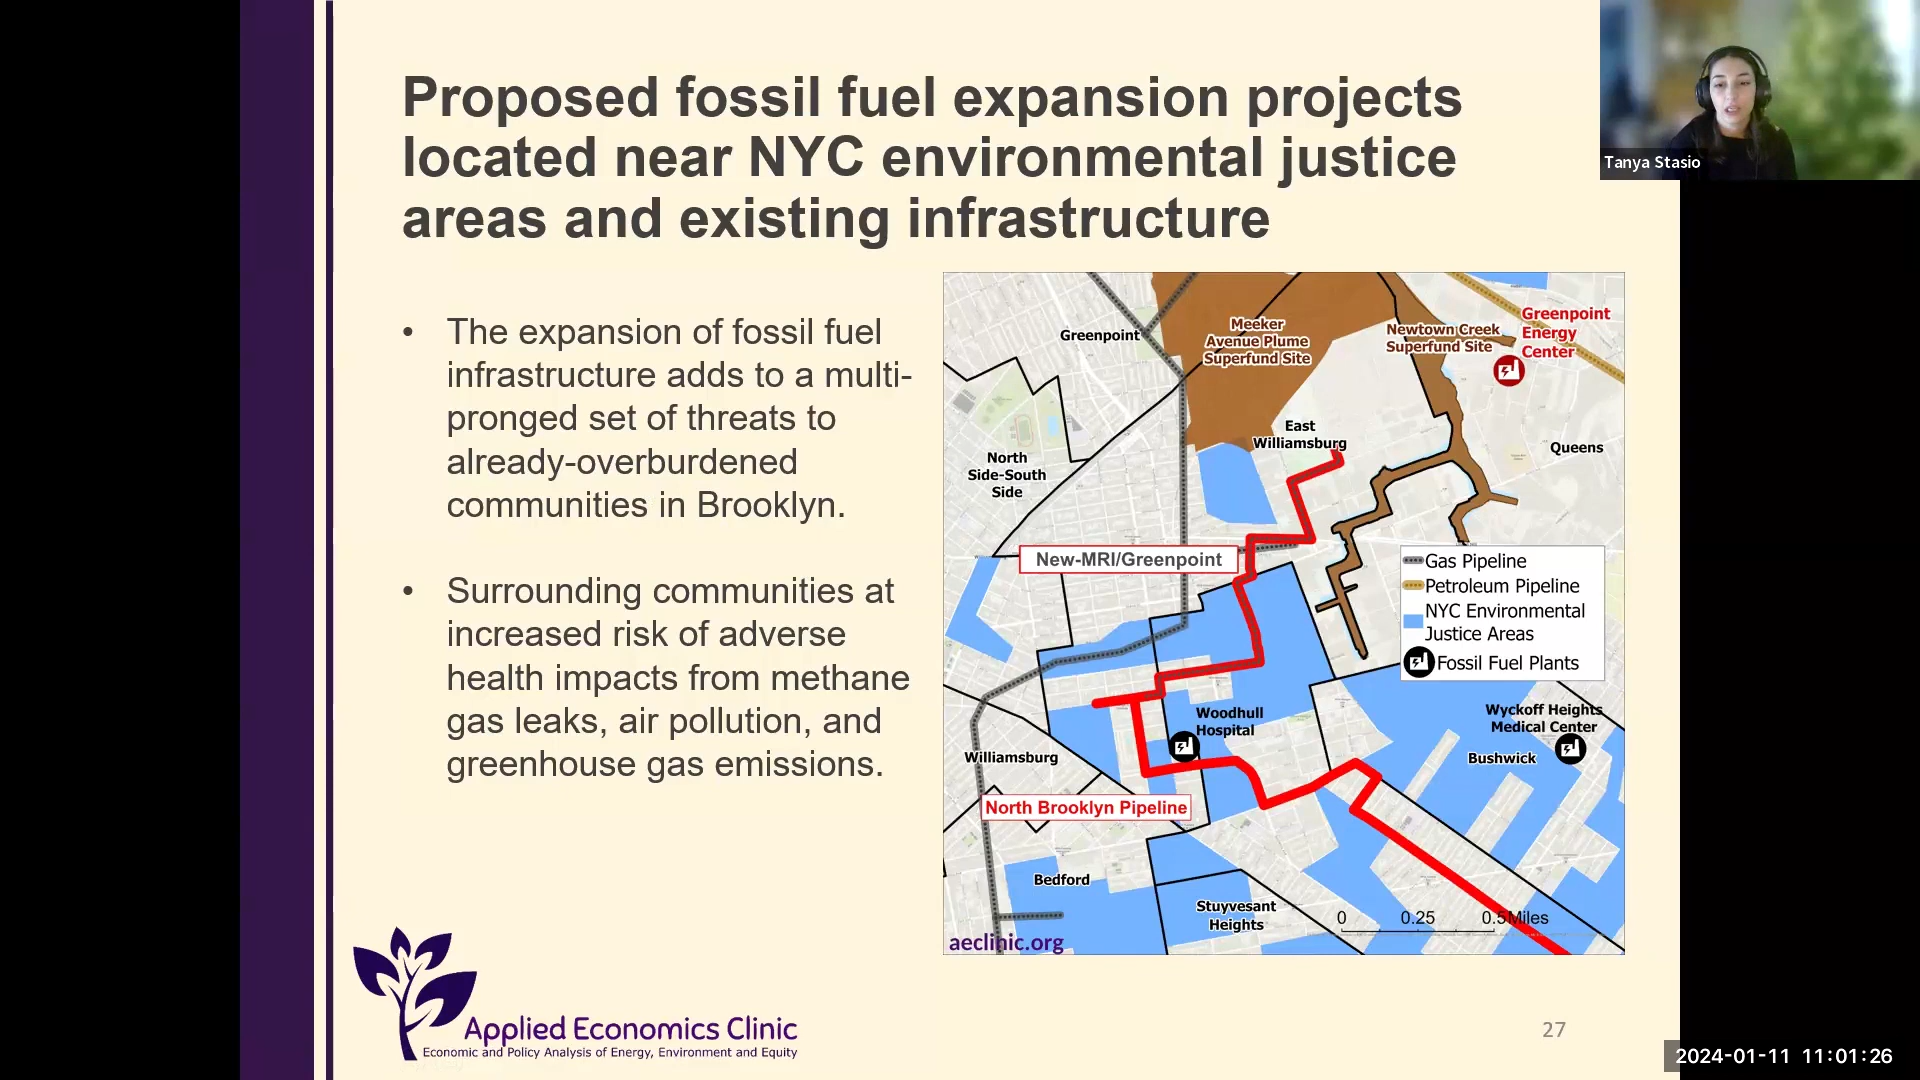 Proposed fossil fuel expansion projects
located near NYC environmental justice
areas and existing infrastructure
Tanya Stasio
• The expansion of fossil fuel
infrastructure adds to a multi-
pronged set of threats to
already-overburdened
communities in Brooklyn.
• Surrounding communities at
increased risk of adverse
health impacts from methane
gas leaks, air pollution, and
greenhouse gas emissions.
Greenpoint
Meeker
Avenue Plume
Superfund Site
Newtown Creek
Superfund Site
Greenpoint
Energy
Center
East
Williamsburg
Queens
North
Side-South
Side
New-MRI/Greenpoint
Gas Pipeline
Petroleum Pipeline
NYC Environmental
Justice Areas
Fossil Fuel Plants
Woodhull
Hospital
Wyckoff Heights
Medical Center
Bushwick
Williamsburg
North Brooklyn Pipeline
Bedford
Stuyvesant
Heights
0 0.25 0.5 Miles
aeclinic.org
Applied Economics Clinic
Economic and Policy Analysis of Energy, Environment and Equity
27
2024-01-11 11:01:26